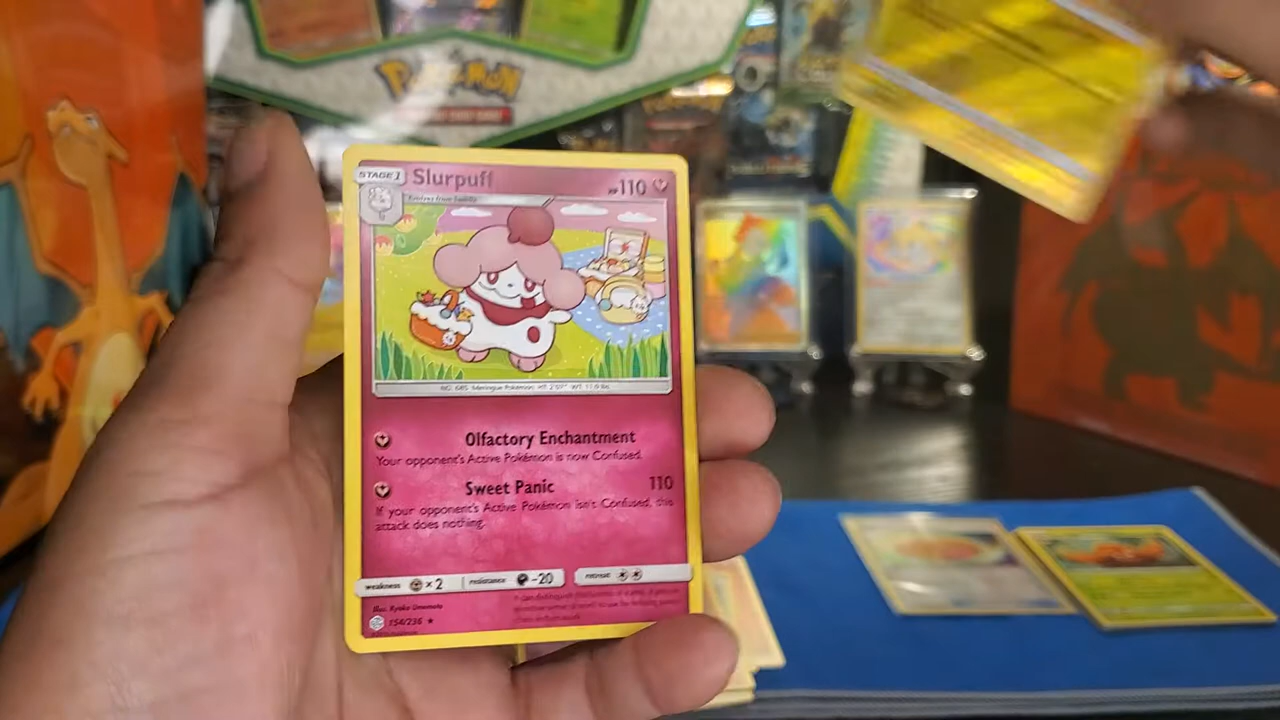 POKéMON
STAGE 1
Slurpuff
HP110
Evolves from Swirlix
NO. 685 Meringue Pokémon HT: 2'07" WT: 11.0 lbs.
Olfactory Enchantment
Your opponent's Active Pokémon is now Confused.
Sweet Panic 110
If your opponent's Active Pokémon isn't Confused, this
attack does nothing.
weakness ×2 resistance -20 retreat
Illus. Kyoko Umemoto
154/236 ★